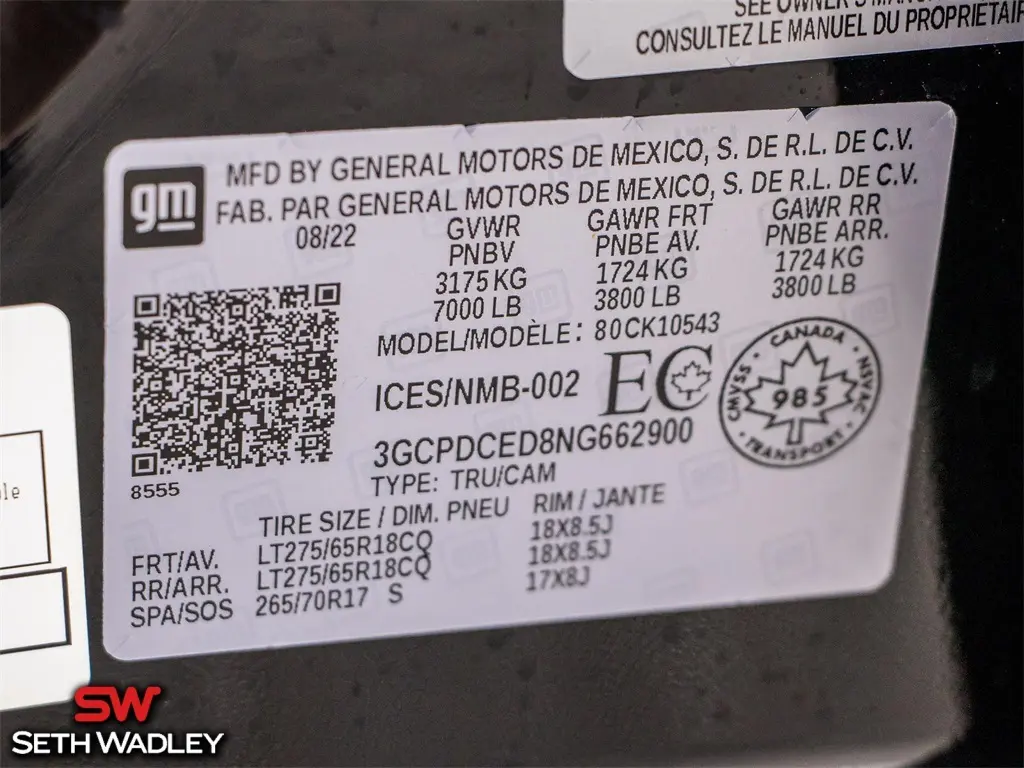 SEE OWNER'S MANUAL
CONSULTEZ LE MANUEL DU PROPRIÉTAIR
gm
MFD BY GENERAL MOTORS DE MEXICO, S. DE R.L. DE C.V.
FAB. PAR GENERAL MOTORS DE MEXICO, S. DE R.L. DE C.V.
08/22 GVWR GAWR FRT GAWR RR
PNBV PNBE AV. PNBE ARR.
3175 KG 1724 KG 1724 KG
7000 LB 3800 LB 3800 LB
MODEL/MODÈLE: 80CK10543
ICES/NMB-002 EC
CANADA CMVSS 985 NSVAC TRANSPORT
3GCPDCED8NG662900
TYPE: TRU/CAM
8555
TIRE SIZE / DIM. PNEU RIM / JANTE
FRT/AV. LT275/65R18CQ 18X8.5J
RR/ARR. LT275/65R18CQ 18X8.5J
SPA/SOS 265/70R17 S 17X8J
SW
SETH WADLEY